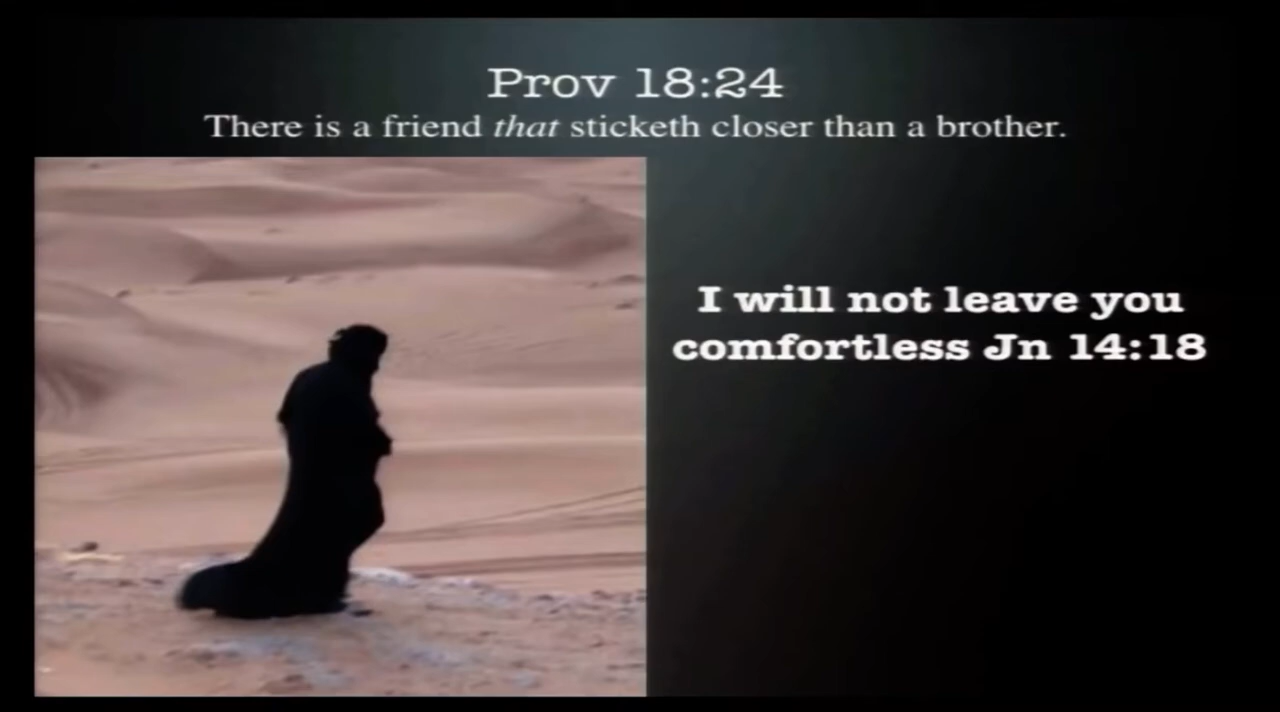 Prov 18:24
There is a friend that sticketh closer than a brother.
I will not leave you
comfortless Jn 14:18